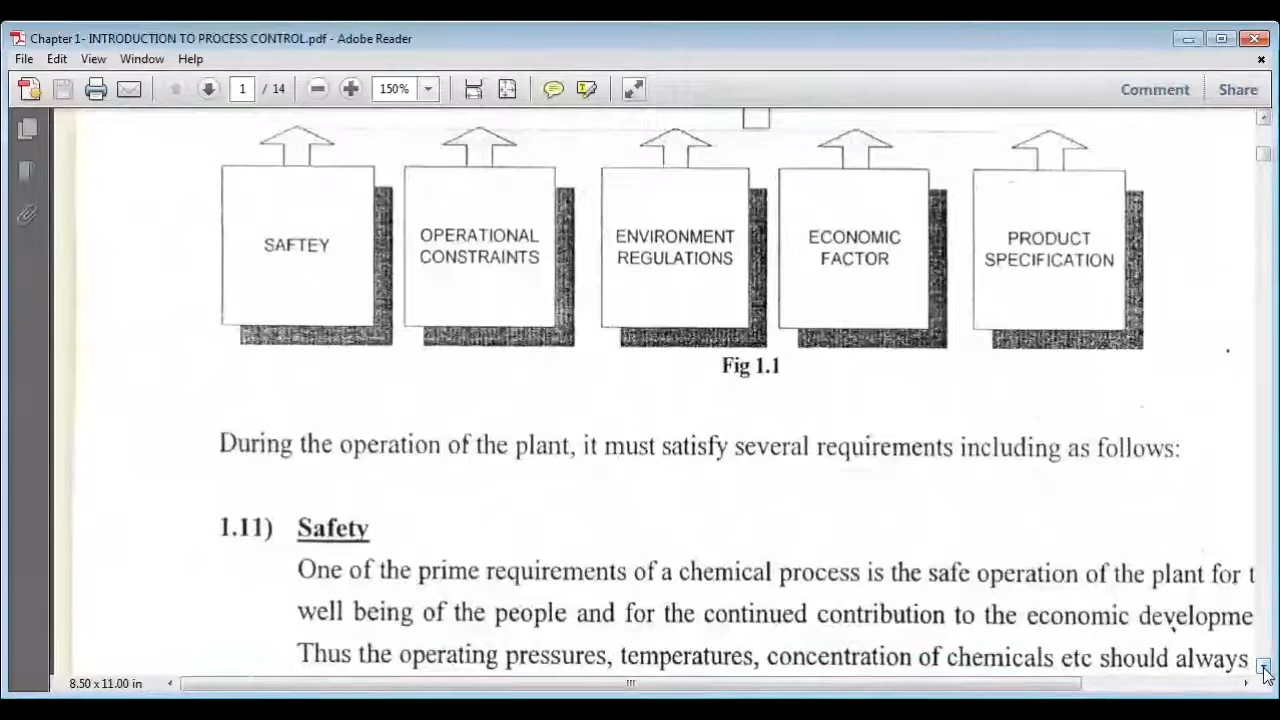 Chapter 1- INTRODUCTION TO PROCESS CONTROL.pdf - Adobe Reader
File Edit View Window Help
1 / 14 150% Comment Share
SAFTEY
OPERATIONAL
CONSTRAINTS
ENVIRONMENT
REGULATIONS
ECONOMIC
FACTOR
PRODUCT
SPECIFICATION
Fig 1.1
During the operation of the plant, it must satisfy several requirements including as follows:
1.11) Safety
One of the prime requirements of a chemical process is the safe operation of the plant for t
well being of the people and for the continued contribution to the economic developme
Thus the operating pressures, temperatures, concentration of chemicals etc should always
8.50 x 11.00 in